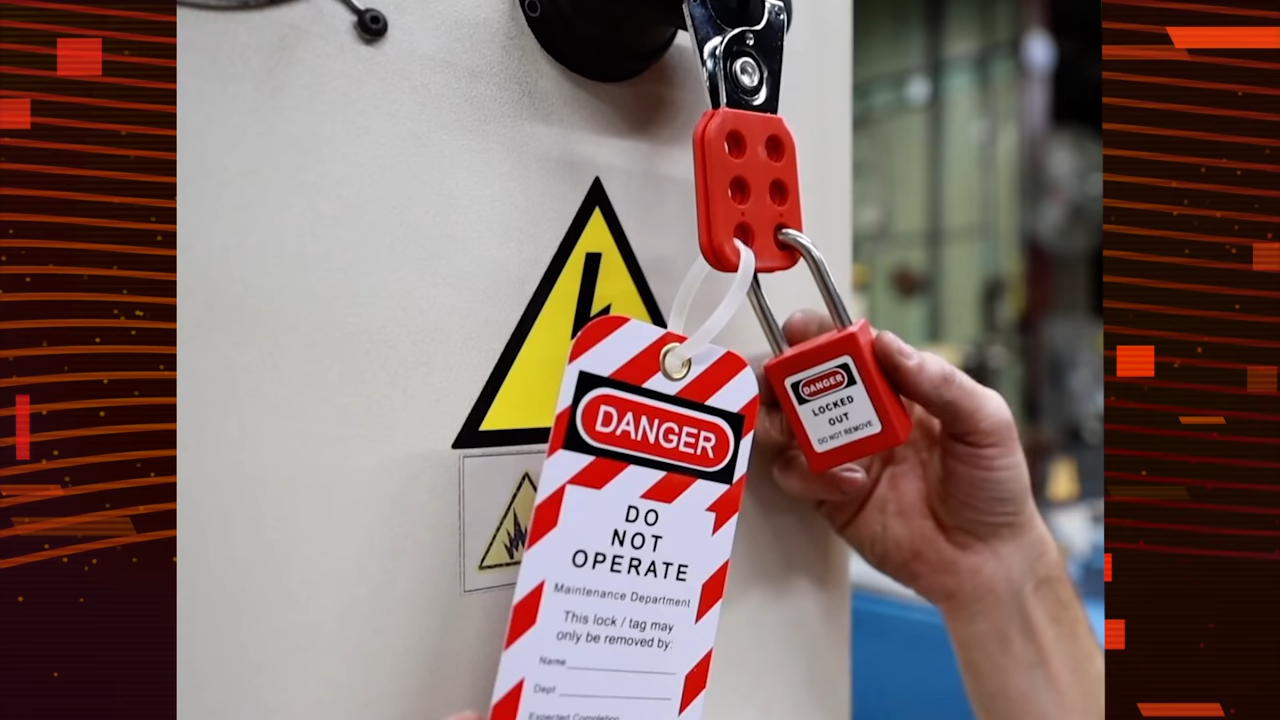 DANGER
DO
NOT
OPERATE
Maintenance Department
This lock / tag may
only be removed by:
Name
Dept
Expected Completion
DANGER
LOCKED
OUT
DO NOT REMOVE